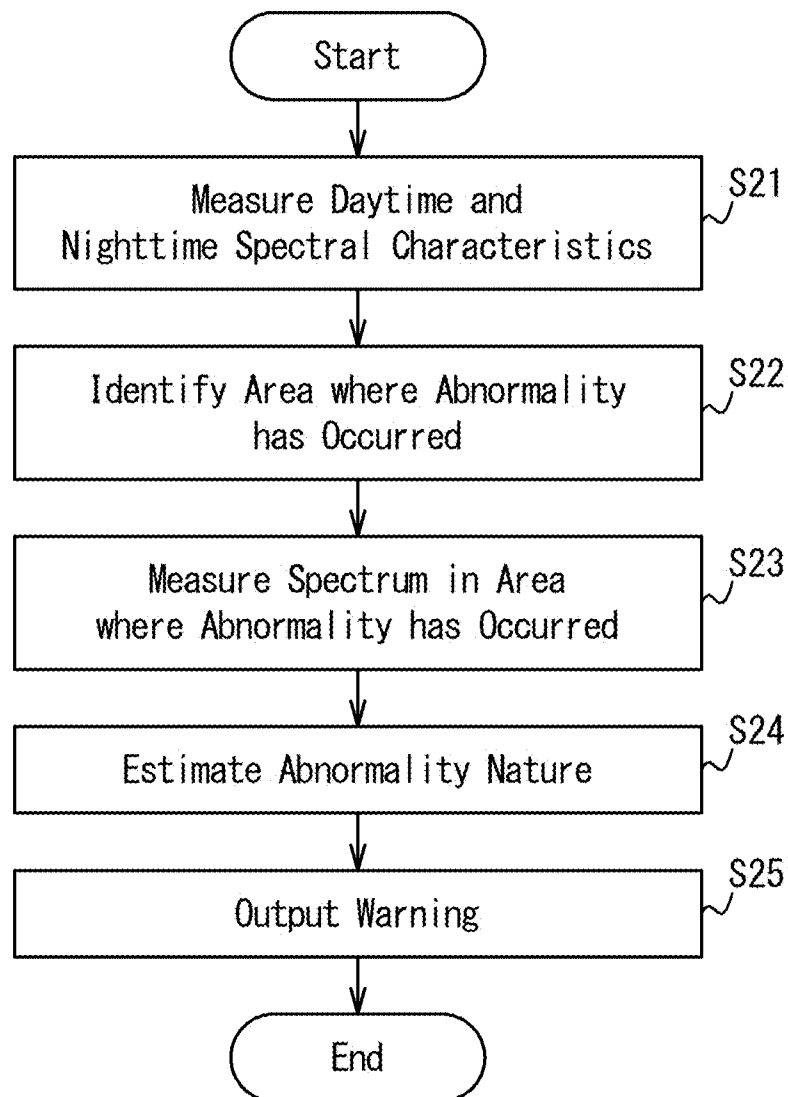 Start
S21
Measure Daytime and
Nighttime Spectral Characteristics
S22
Identify Area where Abnormality
has Occurred
S23
Measure Spectrum in Area
where Abnormality has Occurred
S24
Estimate Abnormality Nature
S25
Output Warning
End